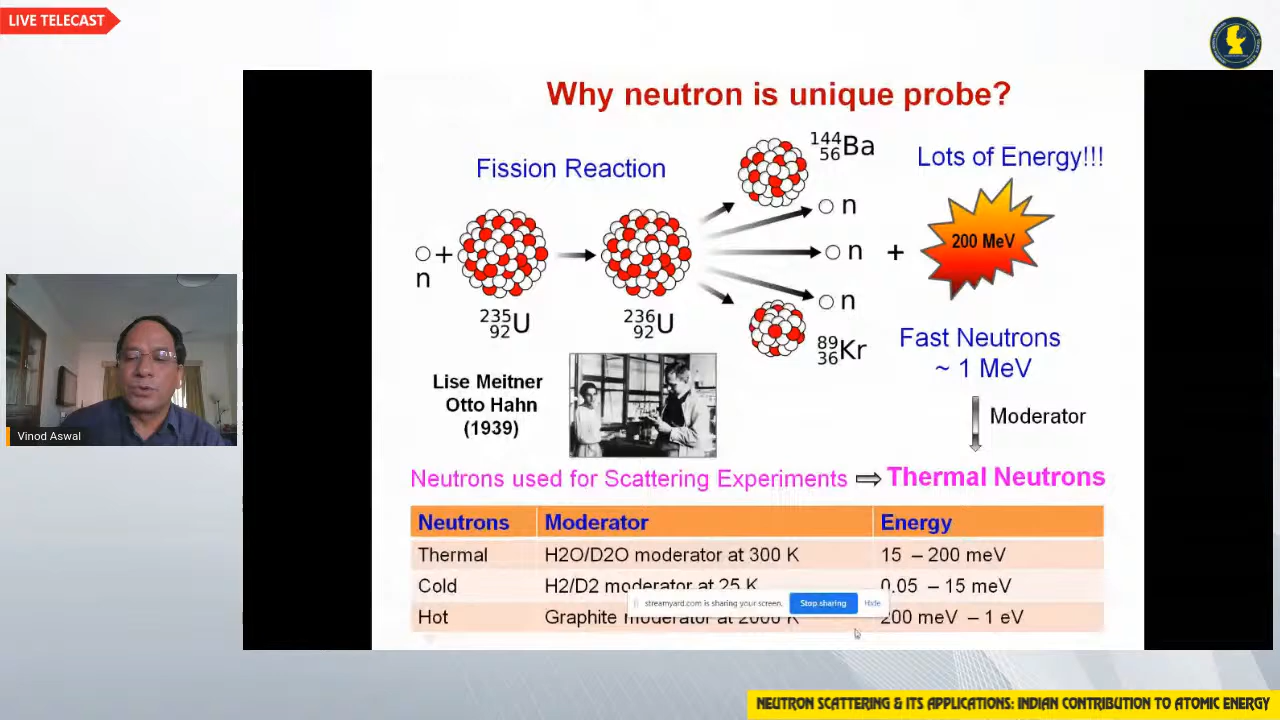 LIVE TELECAST
Why neutron is unique probe?
Fission Reaction
144
56Ba
Lots of Energy!!!
n
n
n
n
+
+
200 MeV
235
92U
236
92U
89
36Kr
Fast Neutrons
~ 1 MeV
Lise Meitner
Otto Hahn
(1939)
Moderator
Vinod Aswal
Neutrons used for Scattering Experiments ⇨ Thermal Neutrons
Neutrons Moderator Energy
Thermal H2O/D2O moderator at 300 K 15 – 200 meV
Cold H2/D2 moderator at 25 K 0.05 – 15 meV
streamyard.com is sharing your screen. Stop sharing Hide
Hot Graphite moderator at 2000 K 200 meV – 1 eV
NEUTRON SCATTERING & ITS APPLICATIONS: INDIAN CONTRIBUTION TO ATOMIC ENERGY